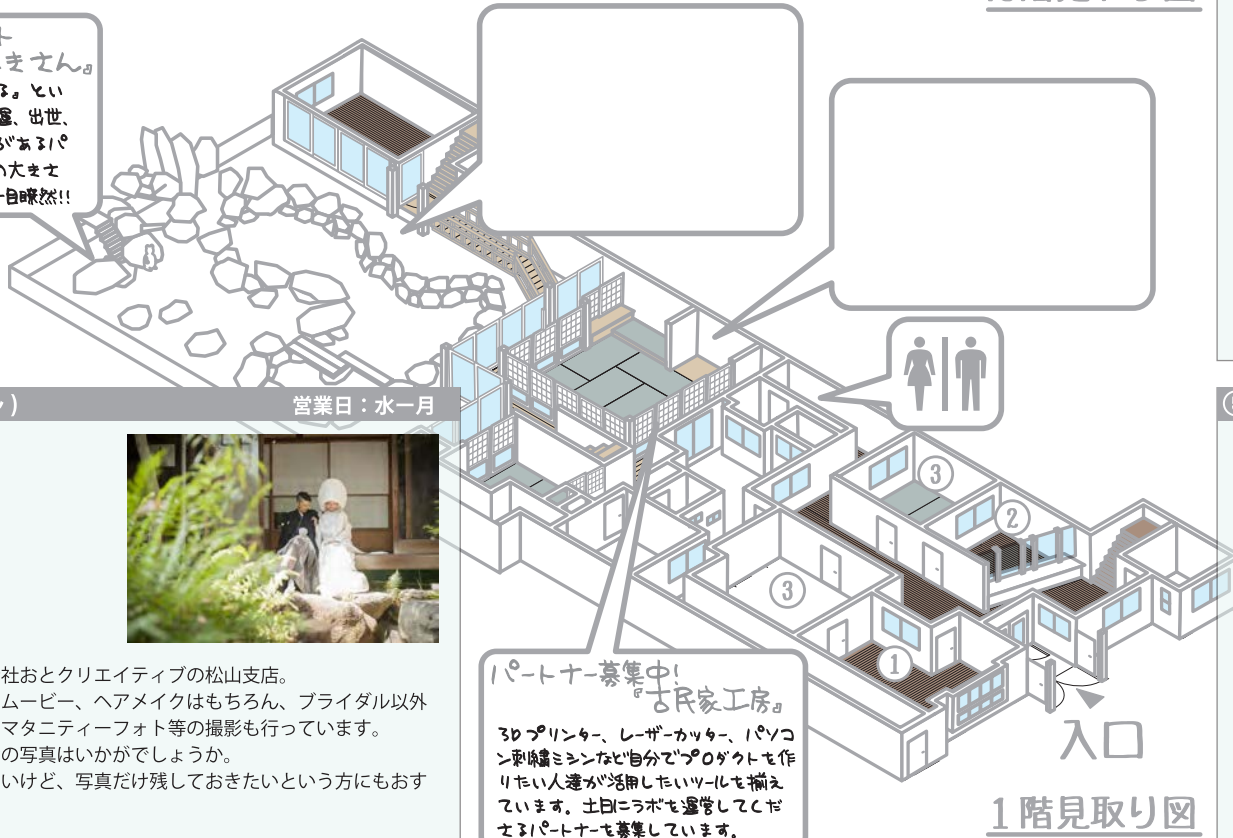 きさん』
る。とい
運、出世、
があるパ
の大きさ
一目瞭然!!
営業日：水ー月
社おとクリエイティブの松山支店。
ムービー、ヘアメイクはもちろん、ブライダル以外
マタニティーフォト等の撮影も行っています。
の写真はいかがでしょうか。
いけど、写真だけ残しておきたいという方にもおす
③
②
③
①
入口
パートナー募集中!
『古民家工房』
3Dプリンター、レーザーカッター、パソコ
ン刺繍ミシンなど自分でプロダクトを作
りたい人達が活用したいツールを揃え
ています。土日にラボを運営してくだ
さるパートナーを募集しています。
1階見取り図